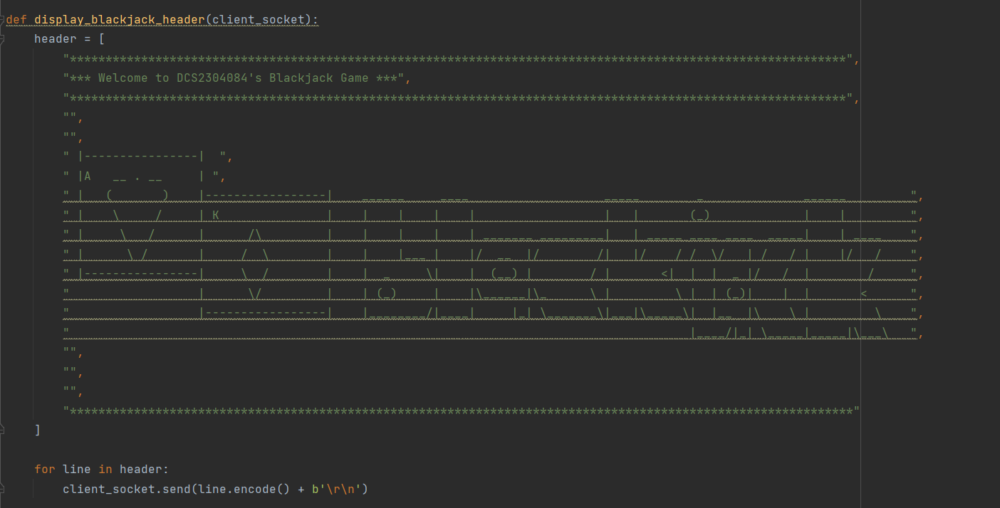 def display_blackjack_header(client_socket):
    header = [
        "*************************************************************************************************************",
        "*** Welcome to DCS2304084's Blackjack Game ***",
        "*************************************************************************************************************",
        "",
        "",
        " |----------------|  ",
        " |A   __ . __     | ",
        " |   (       )    |-----------------|    ______     ____                   _____        _              ______         ",
        " |    \     /     | K               |    |    |    |    |                  |   |       (_)             |    |         ",
        " |     \   /      |      /\         |    |    |    |    | _______ _________|   | _____ ____ ____  _____|    | ____    ",
        " |      \ /       |     /  \        |    |    |___ |    |/  __  |/        /|   |/    / /  \/   | /   / |    |/   /    ",
        " |----------------|     \  /        |    |  _     \|    |  (__) |        / |       <|  |  |  _ |/   /  |        /     ",
        "                  |      \/         |    | (_)     |    |\______|\_      \ |         \ |  | (_)|    |  |       <      ",
        "                  |-----------------|    |________/|____|     |_| \_______\|___|\_____\|  |__  |\    \ |         \    ",
        "                                                                                       |____/|_| \_____|_____|\___\   ",
        "",
        "",
        "",
        "**************************************************************************************************************"
    ]
    for line in header:
        client_socket.send(line.encode() + b'\r\n')